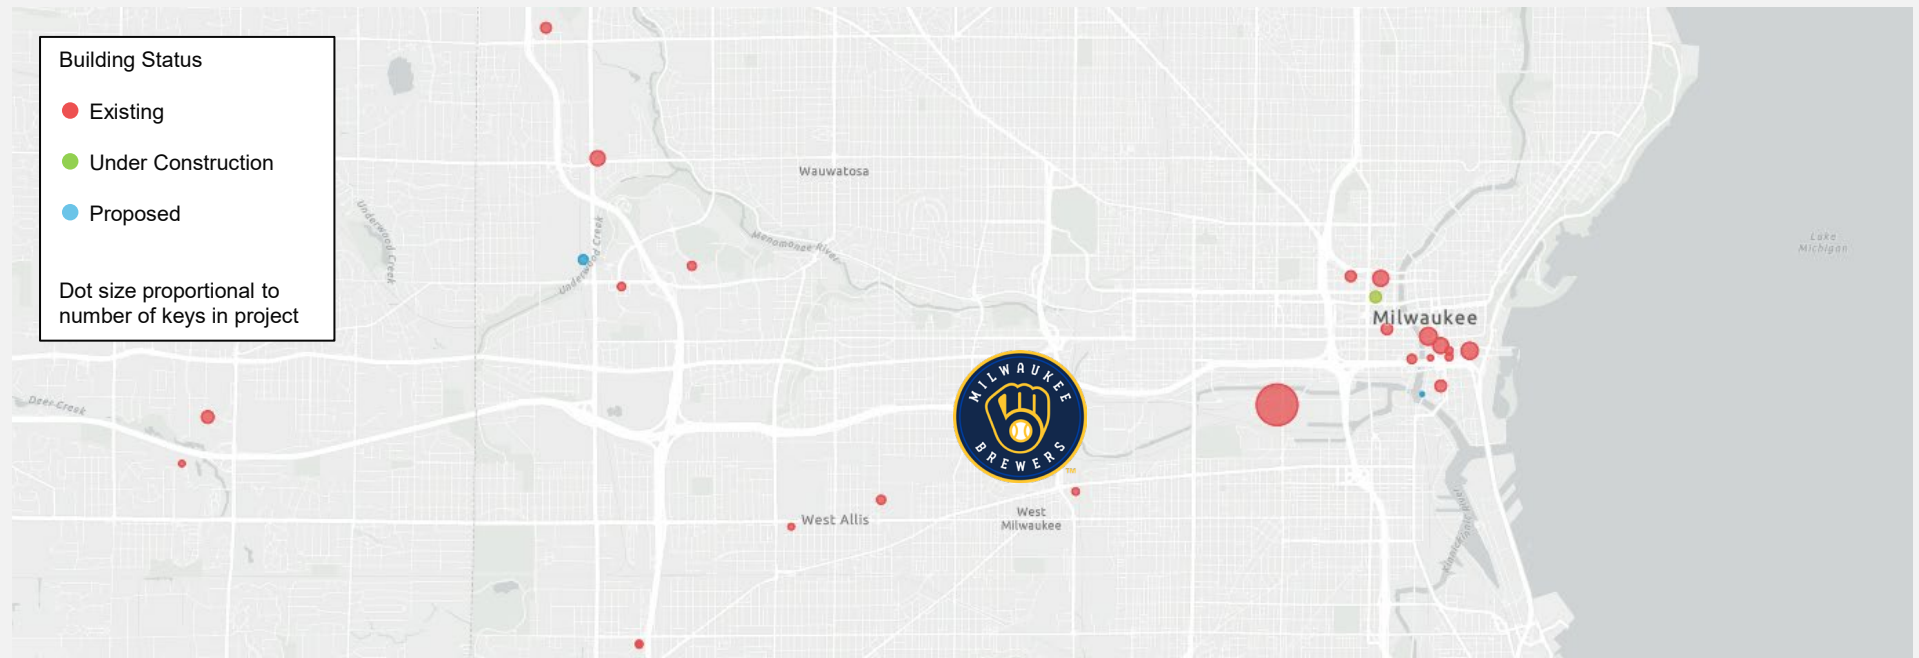 Building Status
Existing
Under Construction
Proposed
Dot size proportional to
number of keys in project
Wauwatosa
Underwood Creek
Menomonee River
Underwood Creek
Lake
Michigan
Milwaukee
MILWAUKEE
BREWERS
TM
Deer Creek
West Allis
West
Milwaukee